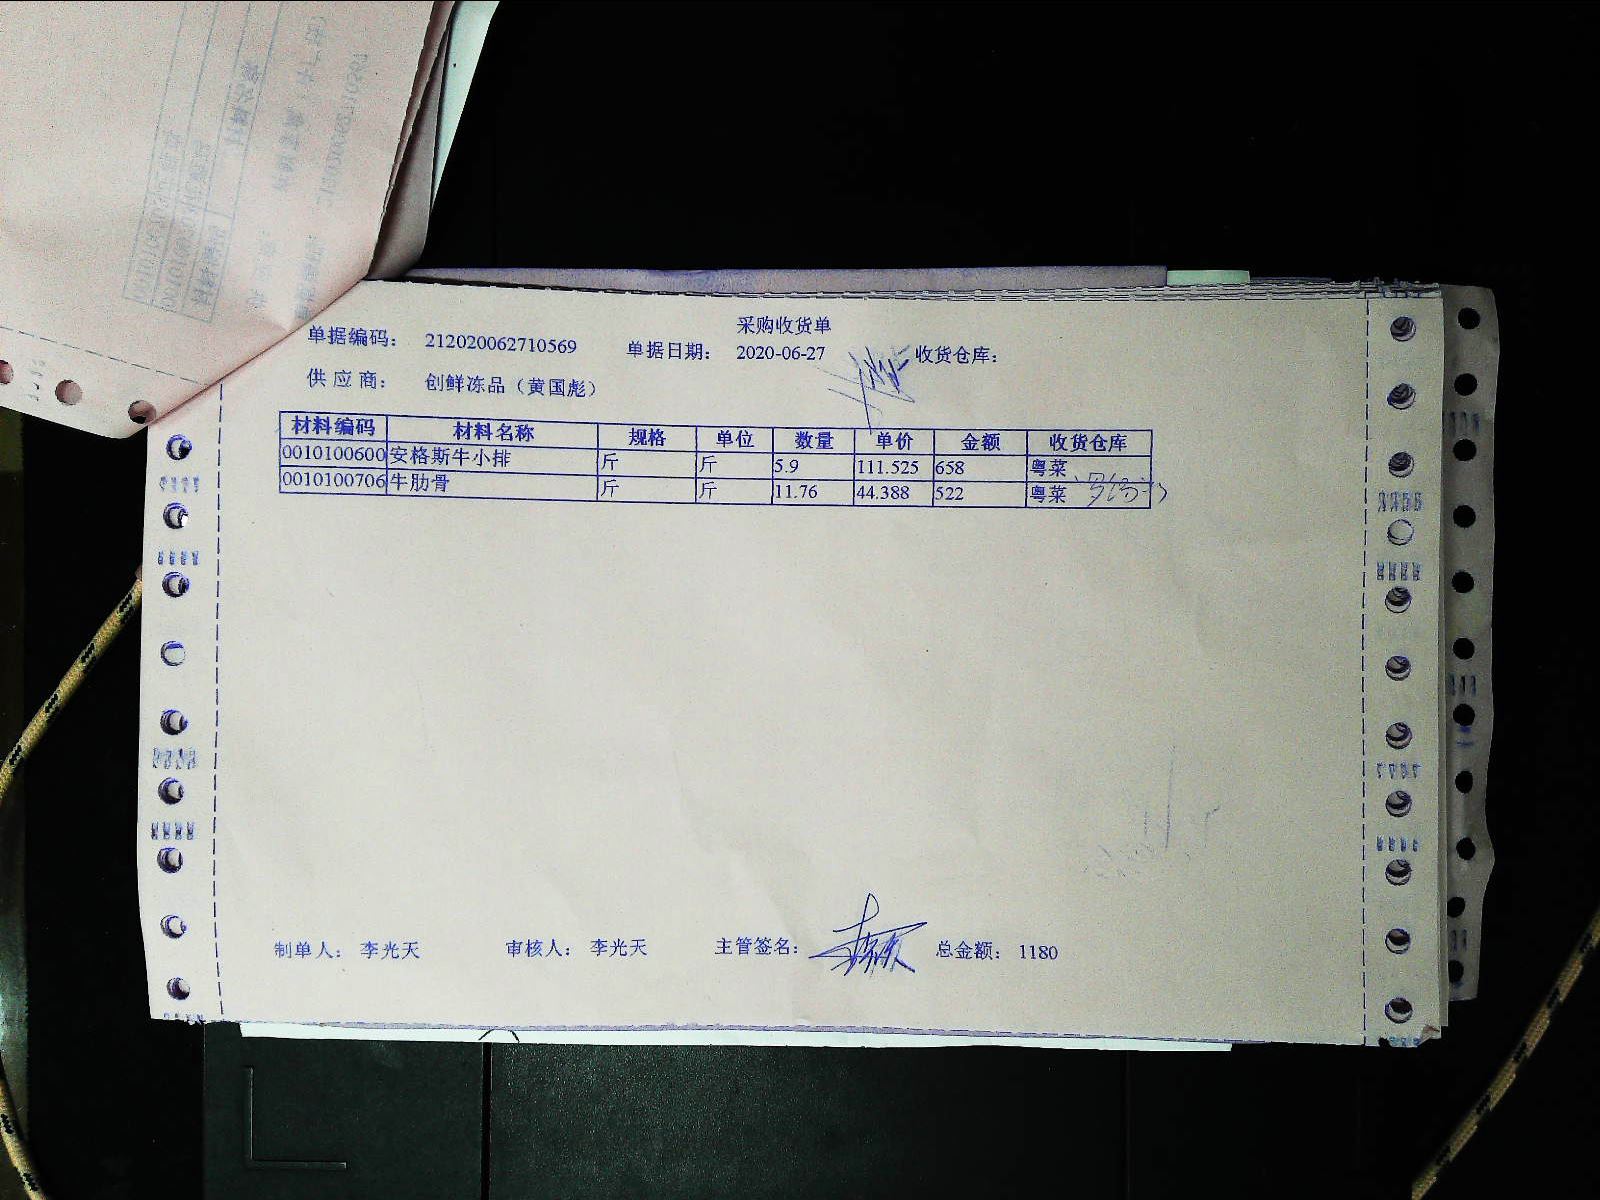 采购收货单
单据编码： 212020062710569 单据日期： 2020-06-27 收货仓库：
供 应 商： 创鲜冻品（黄国彪）
材料编码 材料名称 规格 单位 数量 单价 金额 收货仓库
0010100600 安格斯牛小排 斤 斤 5.9 111.525 658 粤菜
0010100706 牛肋骨 斤 斤 11.76 44.388 522 粤菜
制单人： 李光天 审核人： 李光天 主管签名： 总金额： 1180